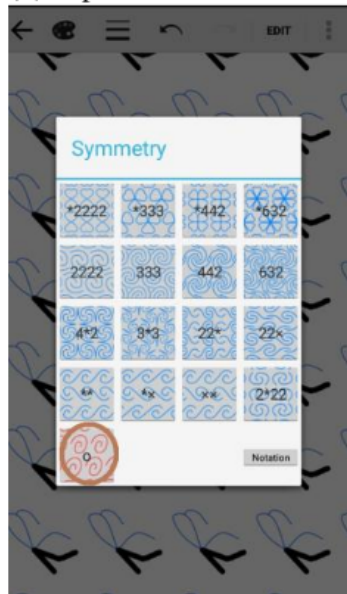 EDIT
Symmetry
*2222 *333 *442 *632
2222 333 442 632
4*2 3*3 22* 22×
** *× ×× 2*22
o
Notation